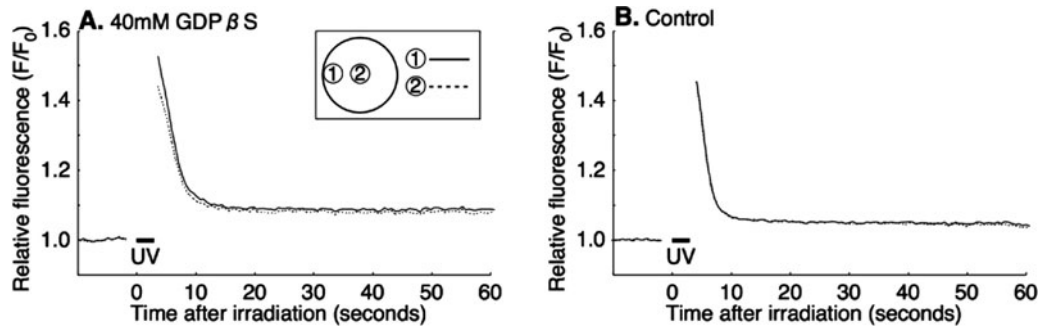 A. 40mM GDP β S
Relative fluorescence (F/F0)
1.6
1.4
1.2
1.0
① ②
①
②
UV
0 10 20 30 40 50 60
Time after irradiation (seconds)
B. Control
Relative fluorescence (F/F0)
1.6
1.4
1.2
1.0
UV
0 10 20 30 40 50 60
Time after irradiation (seconds)